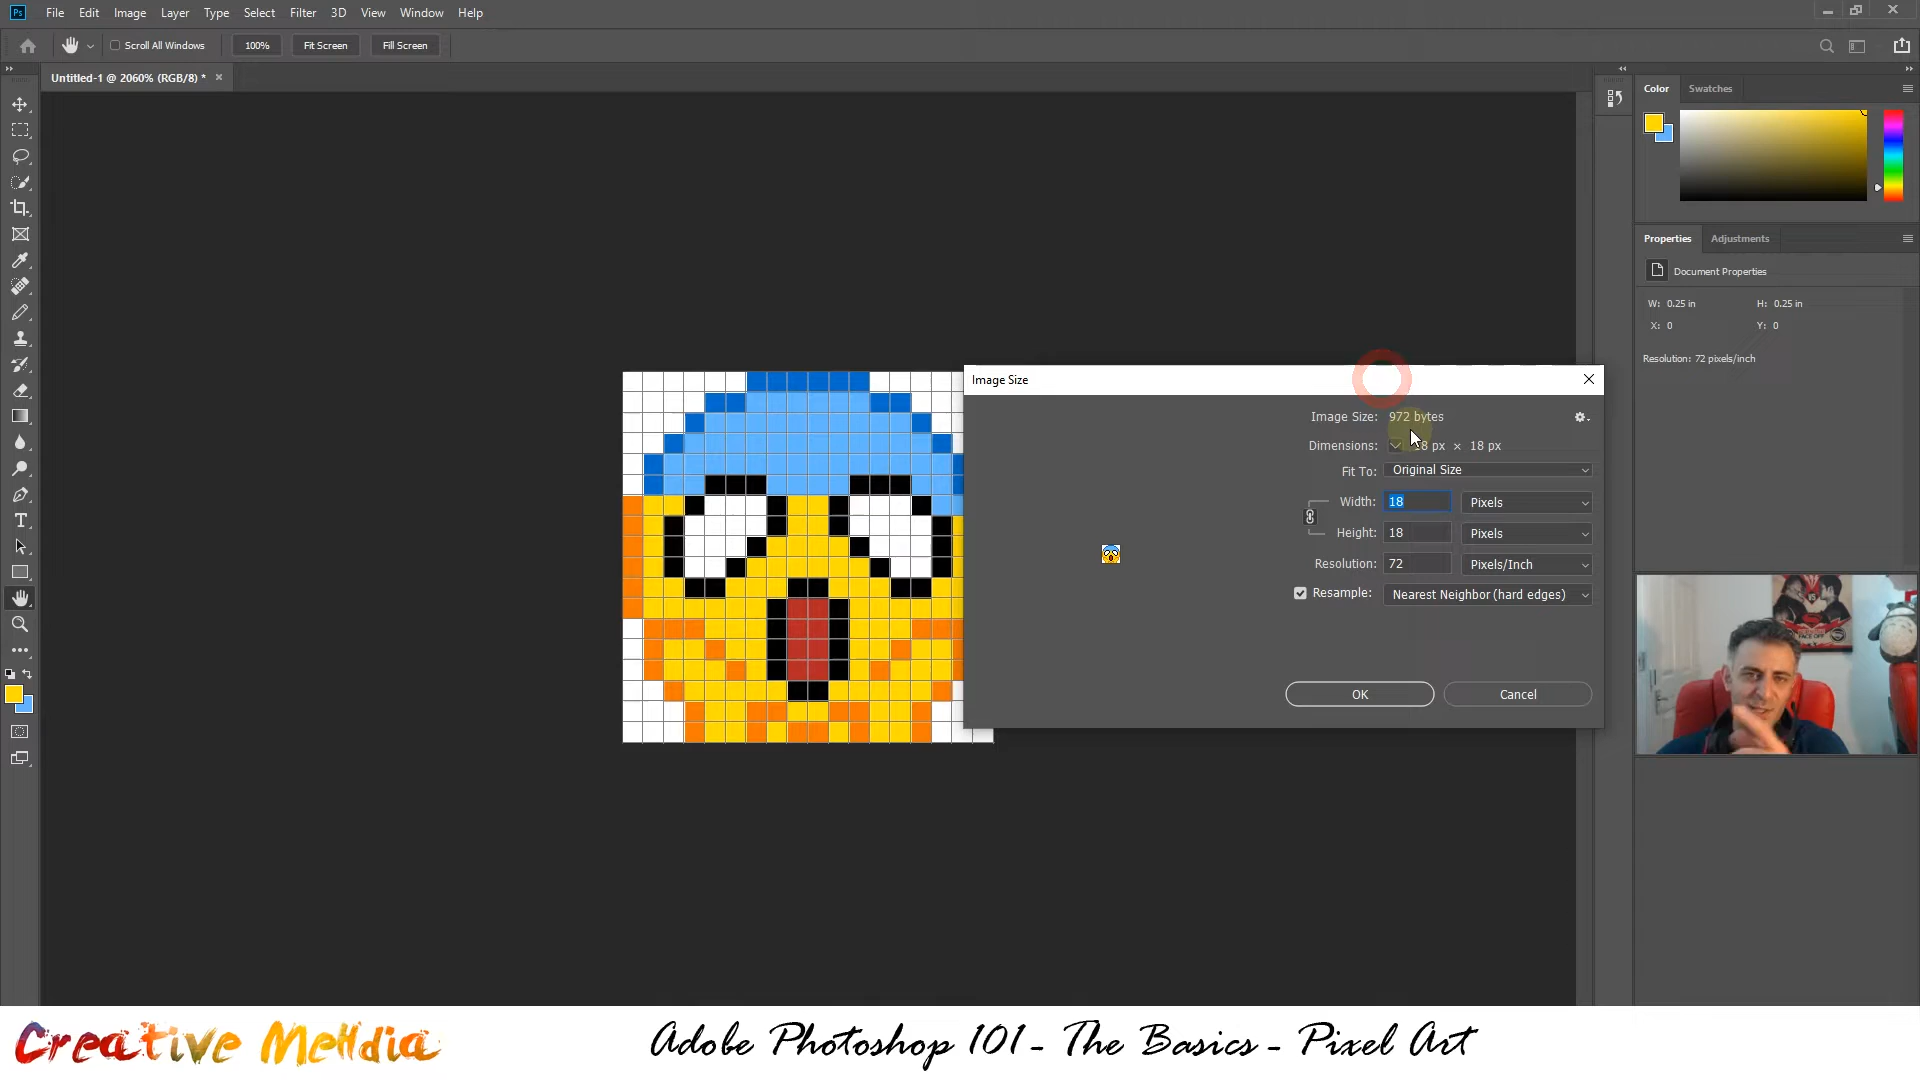 Ps File Edit Image Layer Type Select Filter 3D View Window Help
Scroll All Windows 100% Fit Screen Fill Screen
Untitled-1 @ 2060% (RGB/8) * ×
Color Swatches
Properties Adjustments
Document Properties
W: 0.25 in H: 0.25 in
X: 0 Y: 0
Resolution: 72 pixels/inch
Image Size
Image Size: 972 bytes
Dimensions: 18 px × 18 px
Fit To: Original Size
Width: 18 Pixels
Height: 18 Pixels
Resolution: 72 Pixels/Inch
Resample: Nearest Neighbor (hard edges)
OK Cancel
FACE OFF
Creative MeHdia
Adobe Photoshop 101 - The Basics - Pixel Art